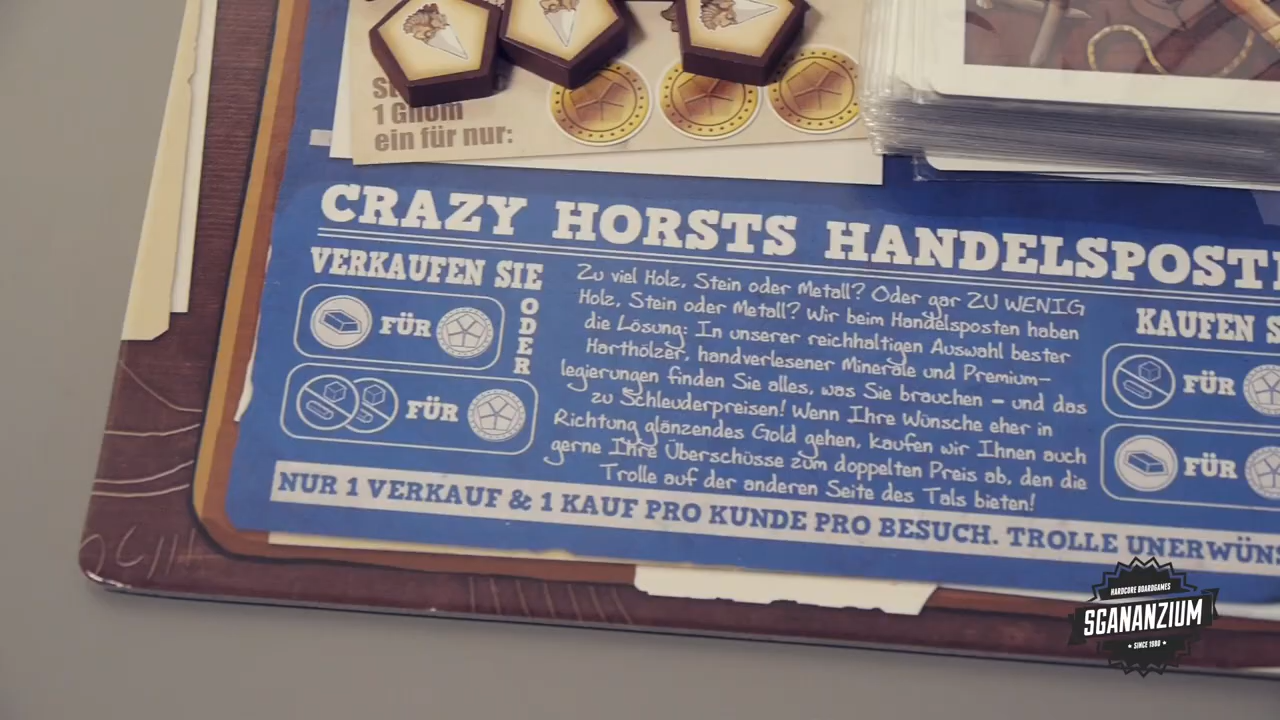 1 Gnom
ein für nur:
CRAZY HORSTS
VERKAUFEN SIE
FÜR
ODER
FÜR
Zu viel Holz, Stein oder Metall? Oder gar ZU WENIG
Holz, Stein oder Metall? Wir beim Handelsposten haben
die Lösung: In unserer reichhaltigen Auswahl bester
Harthölzer, handverlesener Minerale und Premium-
legierungen finden Sie alles, was Sie brauchen – und das
zu Schleuderpreisen! Wenn Ihre Wünsche eher in
Richtung glänzendes Gold gehen, kaufen wir Ihnen auch
gerne Ihre Überschüsse zum doppelten Preis ab, den die
Trolle auf der anderen Seite des Tals bieten!
KAUFEN
FÜR
FÜR
NUR 1 VERKAUF & 1 KAUF PRO KUNDE PRO BESUCH. TROLLE
HARDCORE BOARDGAMES
SGANANZIUM
SINCE 1980